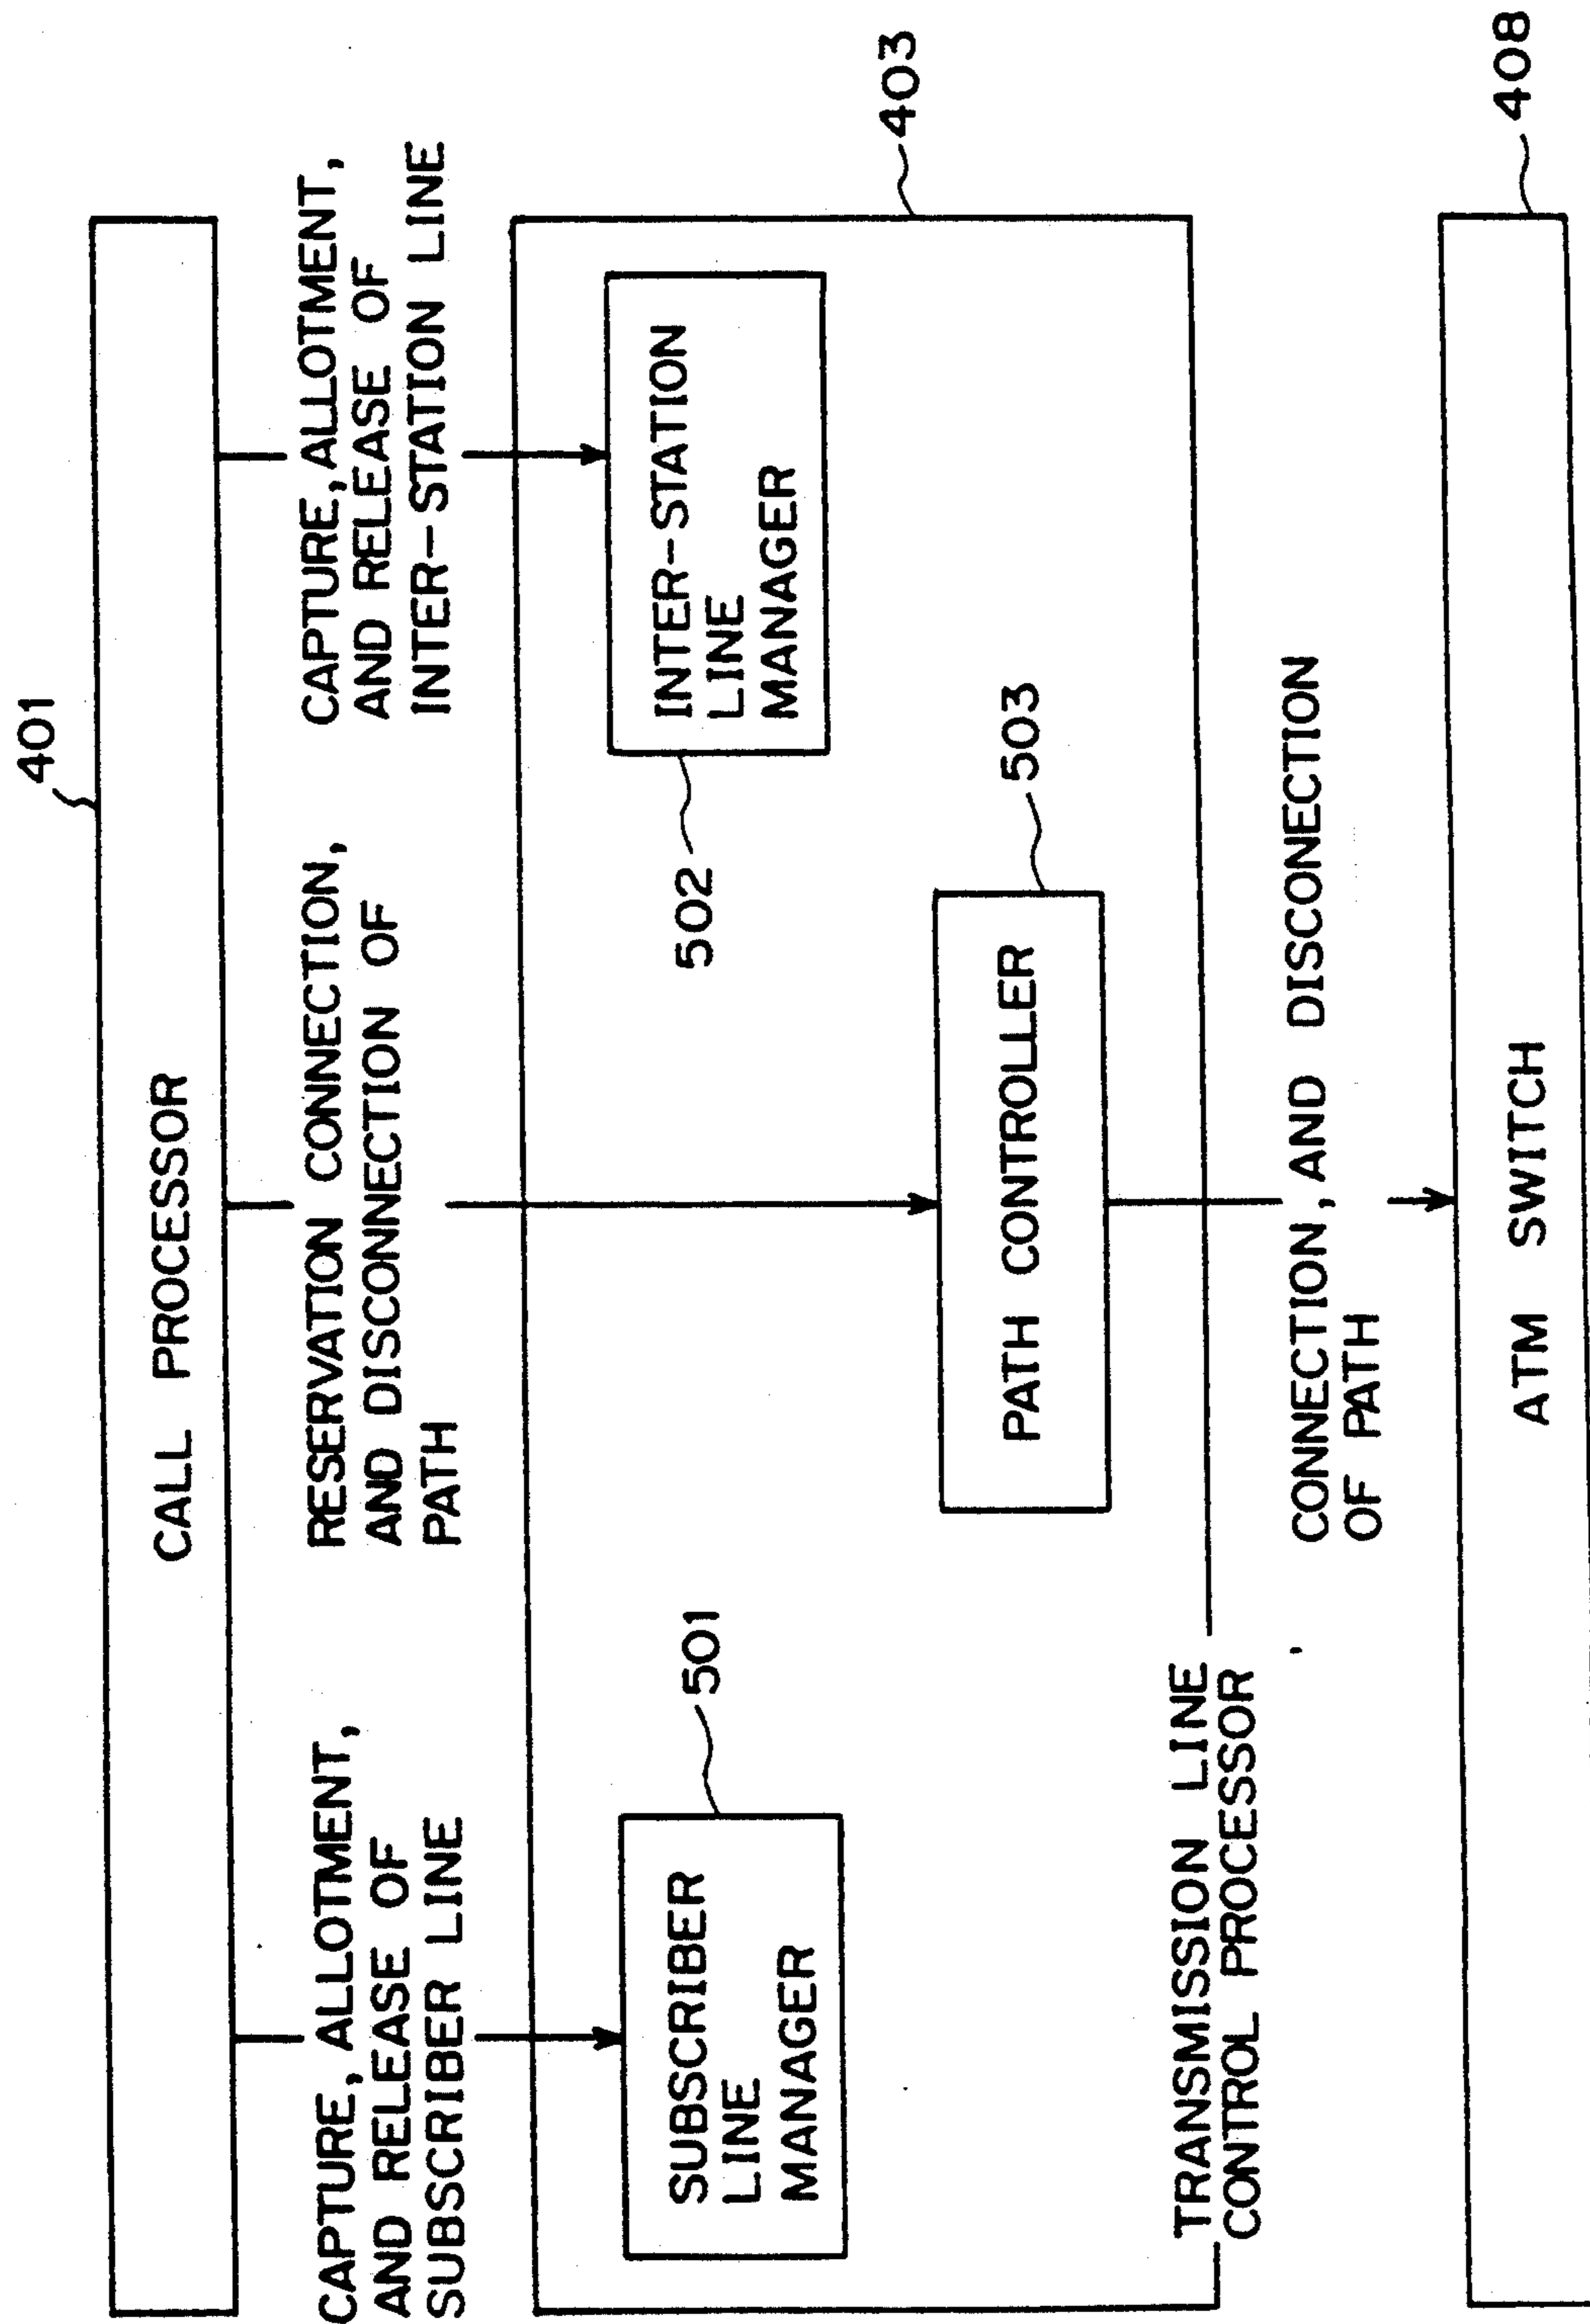 401
CALL PROCESSOR
CAPTURE, ALLOTMENT,
AND RELEASE OF
SUBSCRIBER LINE
RESERVATION CONNECTION,
AND DISCONNECTION OF
PATH
CAPTURE, ALLOTMENT,
AND RELEASE OF
INTER-STATION LINE
403
SUBSCRIBER
LINE
MANAGER
501
INTER-STATION
LINE
MANAGER
502
PATH CONTROLLER
503
TRANSMISSION LINE
CONTROL PROCESSOR
CONNECTION, AND DISCONECTION
OF PATH
408
ATM SWITCH